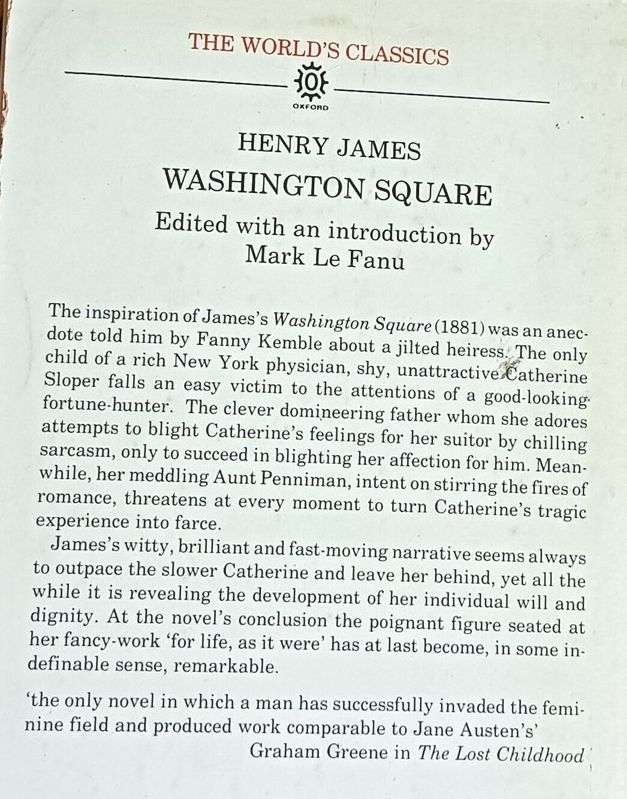 THE WORLD'S CLASSICS
OXFORD
HENRY JAMES
WASHINGTON SQUARE
Edited with an introduction by
Mark Le Fanu
The inspiration of James's Washington Square (1881) was an anec-
dote told him by Fanny Kemble about a jilted heiress. The only
child of a rich New York physician, shy, unattractive Catherine
Sloper falls an easy victim to the attentions of a good-looking
fortune-hunter. The clever domineering father whom she adores
attempts to blight Catherine's feelings for her suitor by chilling
sarcasm, only to succeed in blighting her affection for him. Mean-
while, her meddling Aunt Penniman, intent on stirring the fires of
romance, threatens at every moment to turn Catherine's tragic
experience into farce.
James's witty, brilliant and fast-moving narrative seems always
to outpace the slower Catherine and leave her behind, yet all the
while it is revealing the development of her individual will and
dignity. At the novel's conclusion the poignant figure seated at
her fancy-work 'for life, as it were' has at last become, in some in-
definable sense, remarkable.
'the only novel in which a man has successfully invaded the femi-
nine field and produced work comparable to Jane Austen's'
Graham Greene in The Lost Childhood